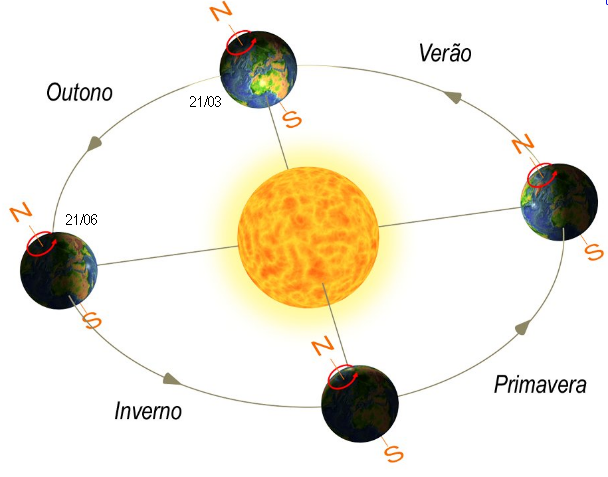 N
Verão
Outono
21/03
S
N
N
21/06
S
S
N
Primavera
Inverno
S